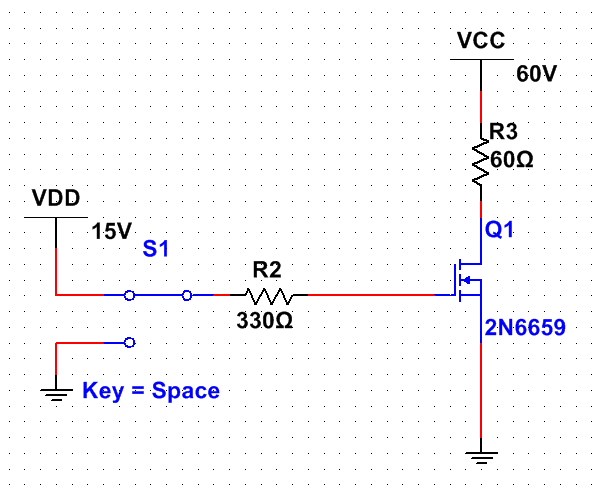 VCC
60V
R3
60Ω
VDD
15V
S1
Q1
R2
330Ω
2N6659
Key = Space